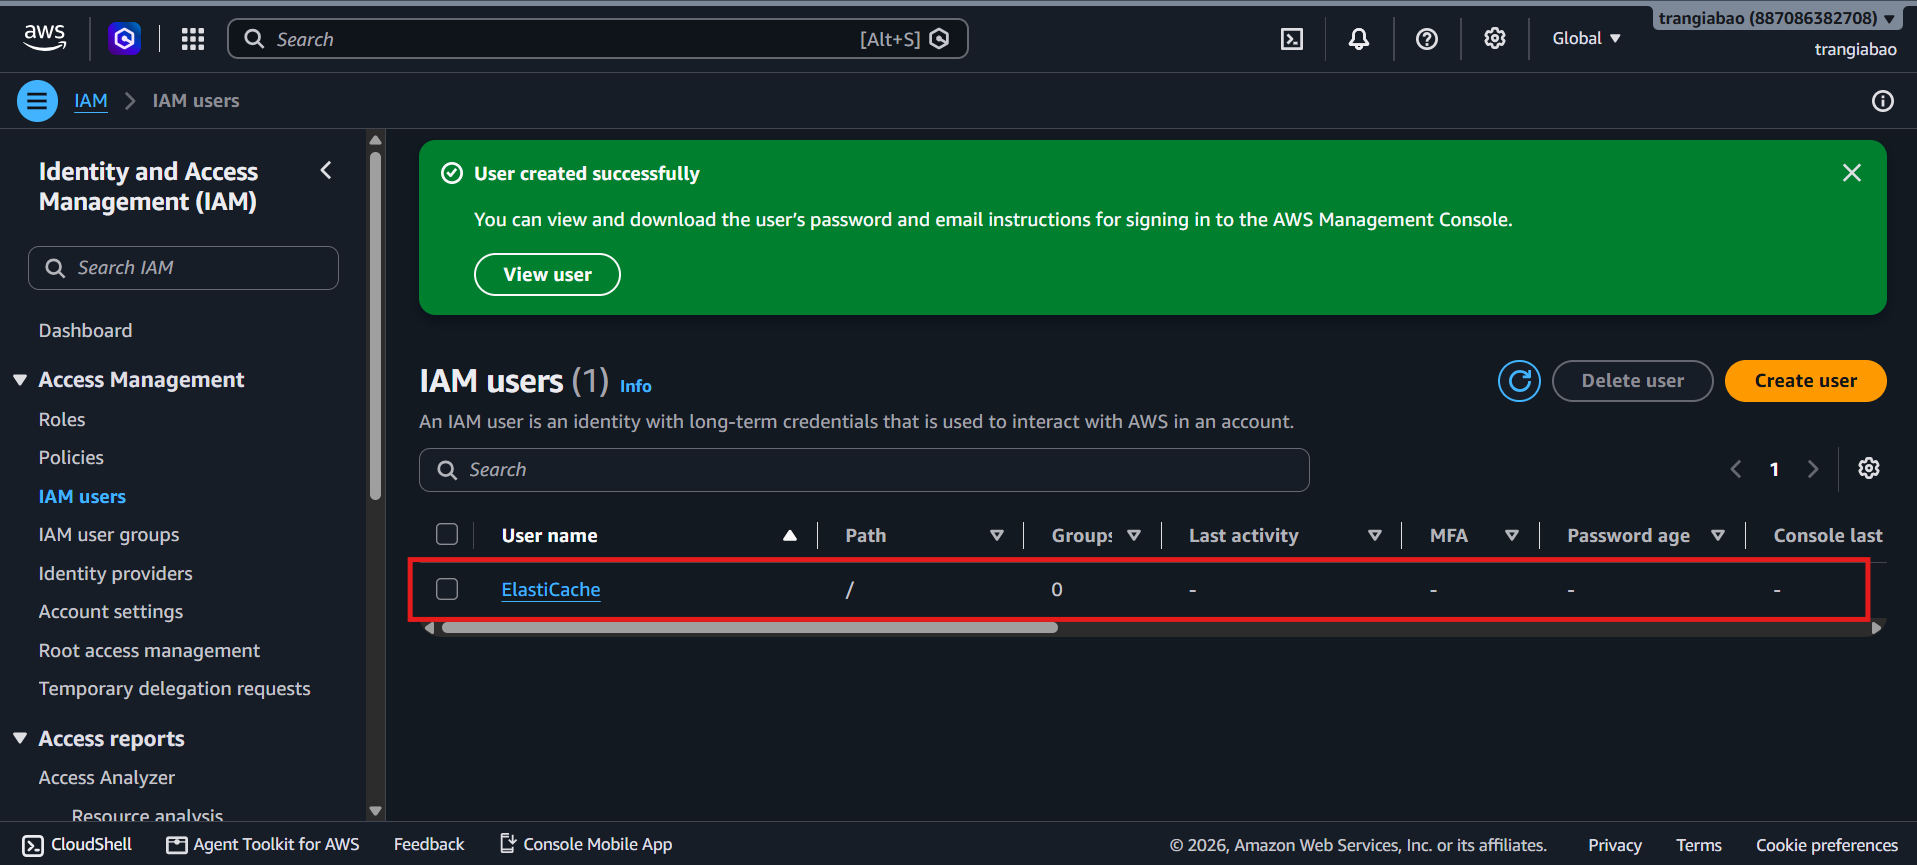 aws
Search [Alt+S]
Global
trangiabao (887086382708)
trangiabao
IAM IAM users
Identity and Access
Management (IAM)
Search IAM
Dashboard
Access Management
Roles
Policies
IAM users
IAM user groups
Identity providers
Account settings
Root access management
Temporary delegation requests
Access reports
Access Analyzer
Resource analysis
User created successfully
You can view and download the user’s password and email instructions for signing in to the AWS Management Console.
View user
IAM users (1) Info
Delete user
Create user
An IAM user is an identity with long-term credentials that is used to interact with AWS in an account.
Search
1
User name Path Groups Last activity MFA Password age Console last
ElastiCache / 0 - - - -
CloudShell Agent Toolkit for AWS Feedback Console Mobile App © 2026, Amazon Web Services, Inc. or its affiliates. Privacy Terms Cookie preferences